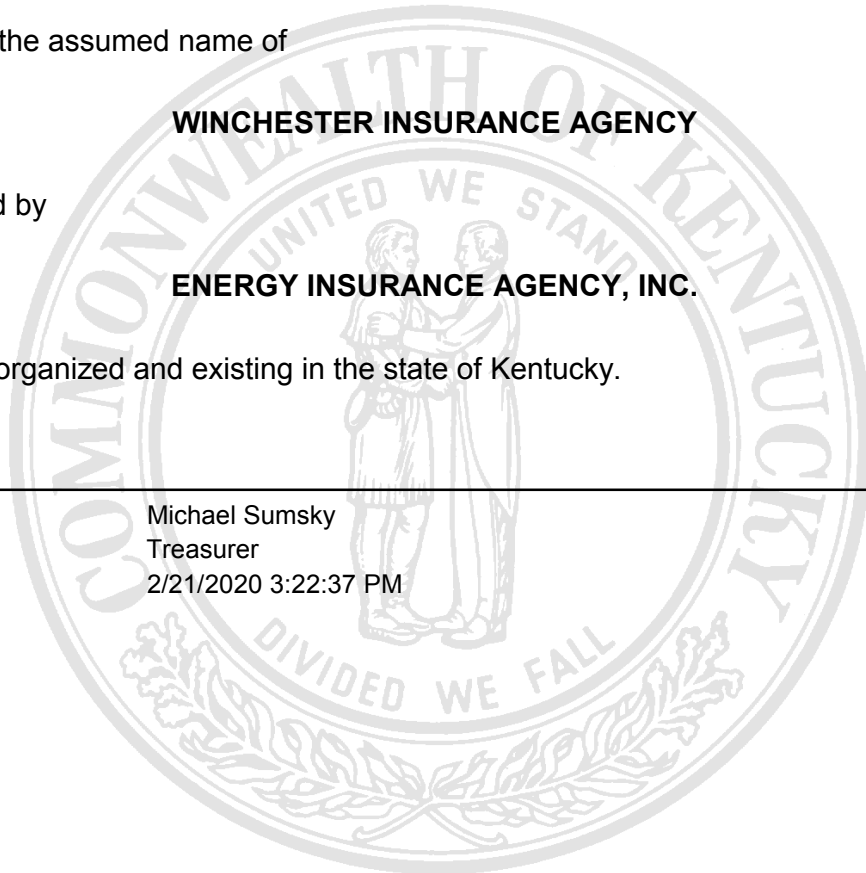 the assumed name of
WINCHESTER INSURANCE AGENCY
d by
ENERGY INSURANCE AGENCY, INC.
organized and existing in the state of Kentucky.
Michael Sumsky
Treasurer
2/21/2020 3:22:37 PM
COMMONWEALTH OF KENTUCKY
UNITED WE STAND
DIVIDED WE FALL